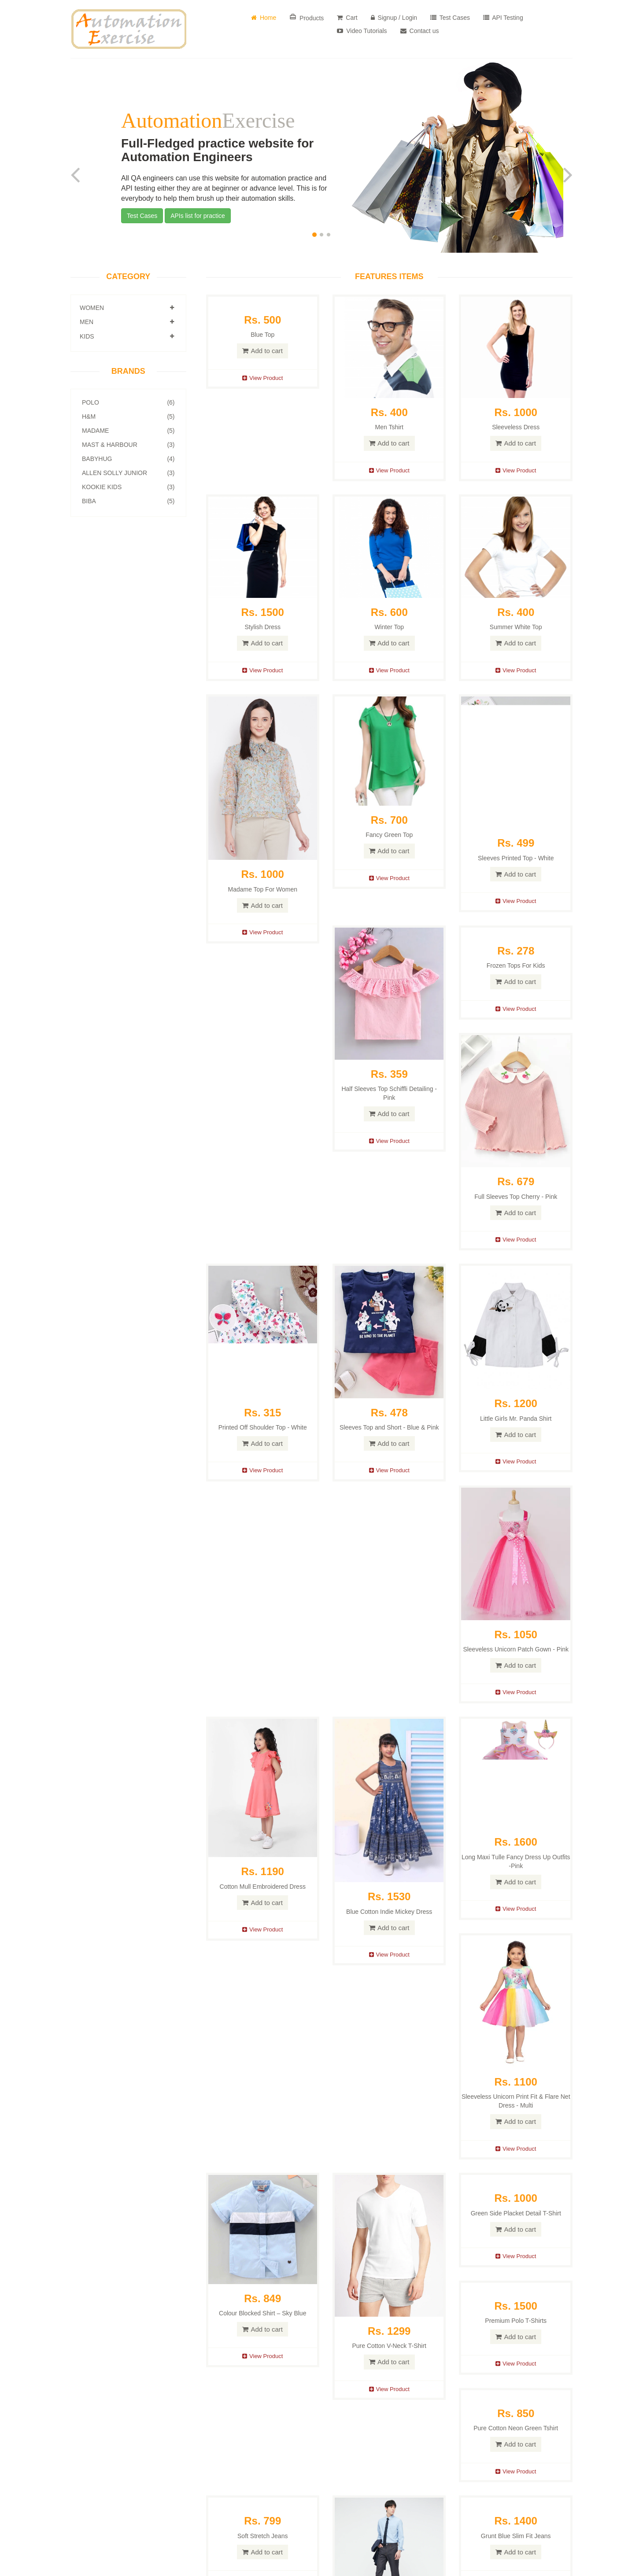 Automation
Exercise
Home
Products
Cart
Signup / Login
Test Cases
API Testing
Video Tutorials
Contact us
AutomationExercise
Full-Fledged practice website for
Automation Engineers
All QA engineers can use this website for automation practice and
API testing either they are at beginner or advance level. This is for
everybody to help them brush up their automation skills.
Test Cases
APIs list for practice
CATEGORY
WOMEN
MEN
KIDS
BRANDS
POLO (6)
H&M (5)
MADAME (5)
MAST & HARBOUR (3)
BABYHUG (4)
ALLEN SOLLY JUNIOR (3)
KOOKIE KIDS (3)
BIBA (5)
FEATURES ITEMS
Rs. 500
Blue Top
Add to cart
View Product
Rs. 400
Men Tshirt
Add to cart
View Product
Rs. 1000
Sleeveless Dress
Add to cart
View Product
Rs. 1500
Stylish Dress
Add to cart
View Product
Rs. 600
Winter Top
Add to cart
View Product
Rs. 400
Summer White Top
Add to cart
View Product
Rs. 1000
Madame Top For Women
Add to cart
View Product
Rs. 700
Fancy Green Top
Add to cart
View Product
Rs. 499
Sleeves Printed Top - White
Add to cart
View Product
Rs. 359
Half Sleeves Top Schiffli Detailing -
Pink
Add to cart
View Product
Rs. 278
Frozen Tops For Kids
Add to cart
View Product
Rs. 679
Full Sleeves Top Cherry - Pink
Add to cart
View Product
Rs. 315
Printed Off Shoulder Top - White
Add to cart
View Product
Rs. 478
Sleeves Top and Short - Blue & Pink
Add to cart
View Product
Rs. 1200
Little Girls Mr. Panda Shirt
Add to cart
View Product
Rs. 1050
Sleeveless Unicorn Patch Gown - Pink
Add to cart
View Product
Rs. 1190
Cotton Mull Embroidered Dress
Add to cart
View Product
Rs. 1530
Blue Cotton Indie Mickey Dress
Add to cart
View Product
Rs. 1600
Long Maxi Tulle Fancy Dress Up Outfits
-Pink
Add to cart
View Product
Rs. 1100
Sleeveless Unicorn Print Fit & Flare Net
Dress - Multi
Add to cart
View Product
Rs. 849
Colour Blocked Shirt – Sky Blue
Add to cart
View Product
Rs. 1299
Pure Cotton V-Neck T-Shirt
Add to cart
View Product
Rs. 1000
Green Side Placket Detail T-Shirt
Add to cart
View Product
Rs. 1500
Premium Polo T-Shirts
Add to cart
View Product
Rs. 850
Pure Cotton Neon Green Tshirt
Add to cart
View Product
Rs. 799
Soft Stretch Jeans
Add to cart
Rs. 1400
Grunt Blue Slim Fit Jeans
Add to cart